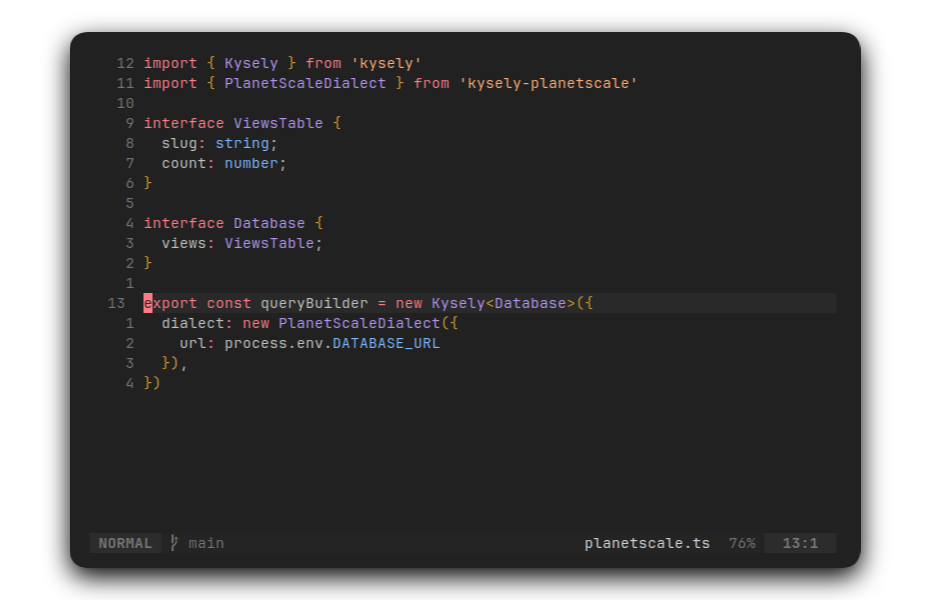 12 import { Kysely } from 'kysely'
11 import { PlanetScaleDialect } from 'kysely-planetscale'
10
9 interface ViewsTable {
8   slug: string;
7   count: number;
6 }
5
4 interface Database {
3   views: ViewsTable;
2 }
1
13 export const queryBuilder = new Kysely<Database>({
1   dialect: new PlanetScaleDialect({
2     url: process.env.DATABASE_URL
3   }),
4 })
NORMAL main planetscale.ts 76% 13:1